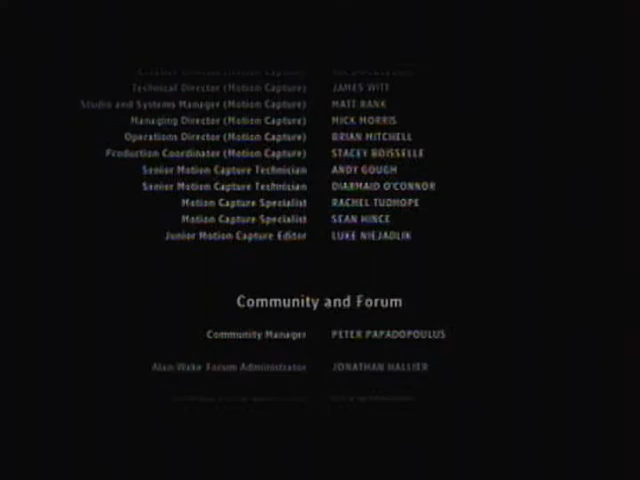 Technical Director (Motion Capture) JAMES WITT
Studio and Systems Manager (Motion Capture) MATT RANK
Managing Director (Motion Capture) MICK MORRIS
Operations Director (Motion Capture) BRIAN MITCHELL
Production Coordinator (Motion Capture) STACEY BOISSELLE
Senior Motion Capture Technician ANDY GOUGH
Senior Motion Capture Technician DIARMAID O'CONNOR
Motion Capture Specialist RACHEL TUDHOPE
Motion Capture Specialist SEAN HINCE
Junior Motion Capture Editor LUKE NIEJADLIK
Community and Forum
Community Manager PETER PAPADOPOULUS
Alan Wake Forum Administrator JONATHAN HALLIER